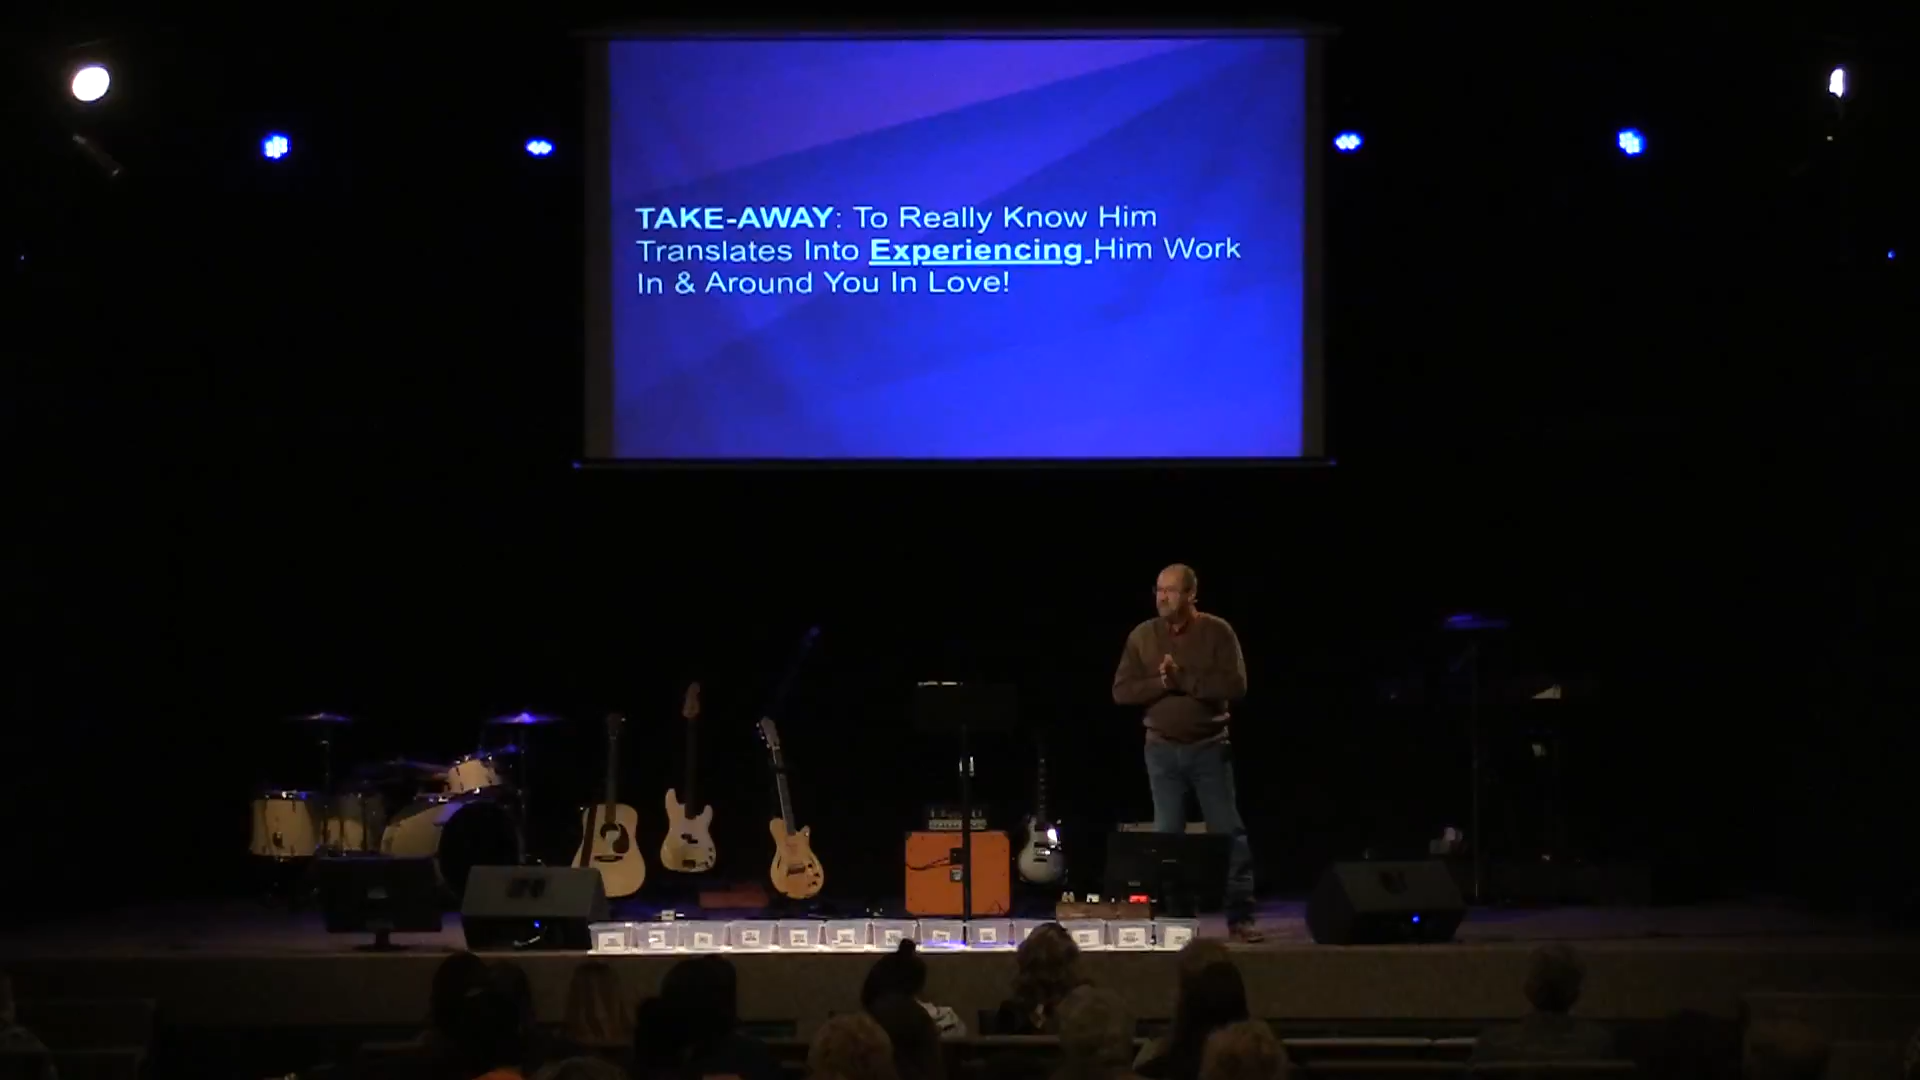 TAKE-AWAY: To Really Know Him
Translates Into Experiencing Him Work
In & Around You In Love!